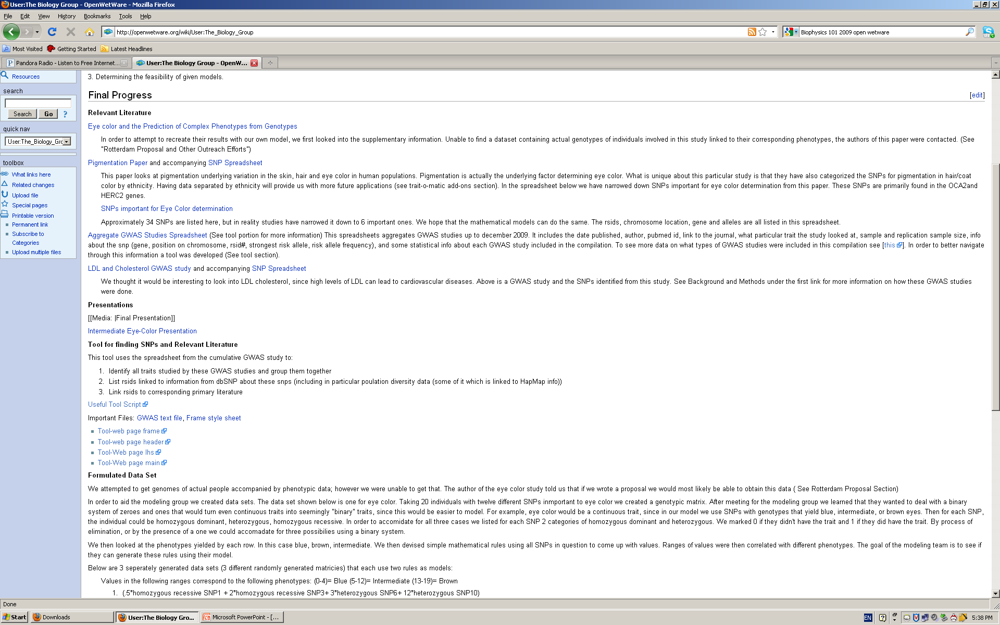 User:The Biology Group - OpenWetWare - Mozilla Firefox
File Edit View History Bookmarks Tools Help
http://openwetware.org/wiki/User:The_Biology_Group
Biophysics 101 2009 open wetware
Most Visited Getting Started Latest Headlines
Pandora Radio - Listen to Free Internet...
User:The Biology Group - OpenW...
Resources
search
Search Go ?
quick nav
User:The_Biology_Grc
toolbox
What links here
Related changes
Upload file
Special pages
Printable version
Permanent link
Subscribe to
Categories
Upload multiple files
3. Determining the feasibility of given models.
Final Progress
[edit]
Relevant Literature
Eye color and the Prediction of Complex Phenotypes from Genotypes
In order to attempt to recreate their results with our own model, we first looked into the supplementary information. Unable to find a dataset containing actual genotypes of individuals involved in this study linked to their corresponding phenotypes, the authors of this paper were contacted. (See
"Rotterdam Proposal and Other Outreach Efforts")
Pigmentation Paper and accompanying SNP Spreadsheet
This paper looks at pigmentation underlying variation in the skin, hair and eye color in human populations. Pigmentation is actually the underlying factor determining eye color. What is unique about this particular study is that they have also categorized the SNPs for pigmentation in hair/coat
color by ethnicity. Having data separated by ethnicity will provide us with more future applications (see trait-o-matic add-ons section). In the spreadsheet below we have narrowed down SNPs important for eye color determination from this paper. These SNPs are primarily found in the OCA2and
HERC2 genes.
SNPs important for Eye Color determination
Approximately 34 SNPs are listed here, but in reality studies have narrowed it down to 6 important ones. We hope that the mathematical models can do the same. The rsids, chromosome location, gene and alleles are all listed in this spreadsheet.
Aggregate GWAS Studies Spreadsheet (See tool portion for more information) This spreadsheets aggregates GWAS studies up to december 2009. It includes the date published, author, pubmed id, link to the journal, what particular trait the study looked at, sample and replication sample size, info
about the snp (gene, position on chromosome, rsid#, strongest risk allele, risk allele frequency), and some statistical info about each GWAS study included in the compilation. To see more data on what types of GWAS studies were included in this compilation see [this]. In order to better navigate
through this information a tool was developed (See tool section).
LDL and Cholesterol GWAS study and accompanying SNP Spreadsheet
We thought it would be interesting to look into LDL cholesterol, since high levels of LDL can lead to cardiovascular diseases. Above is a GWAS study and the SNPs identified from this study. See Background and Methods under the first link for more information on how these GWAS studies
were done.
Presentations
[[Media: |Final Presentation]]
Intermediate Eye-Color Presentation
Tool for finding SNPs and Relevant Literature
This tool uses the spreadsheet from the cumulative GWAS study to:
1. Identify all traits studied by these GWAS studies and group them together
2. List rsids linked to information from dbSNP about these snps (including in particular poulation diversity data (some of it which is linked to HapMap info))
3. Link rsids to corresponding primary literature
Useful Tool Script
Important Files: GWAS text file, Frame style sheet
Tool-web page frame
Tool-web page header
Tool-Web page lhs
Tool-Web page main
Formulated Data Set
We attempted to get genomes of actual people accompanied by phenotypic data; however we were unable to get that. The author of the eye color study told us that if we wrote a proposal we would most likely be able to obtain this data ( See Rotterdam Proposal Section)
In order to aid the modeling group we created data sets. The data set shown below is one for eye color. Taking 20 individuals with twelve different SNPs inmportant to eye color we created a genotypic matrix. After meeting for the modeling group we learned that they wanted to deal with a binary
system of zeroes and ones that would turn even continuous traits into seemingly "binary" traits, since this would be easier to model. For example, eye color would be a continuous trait, since in our model we use SNPs with genotypes that yield blue, intermediate, or brown eyes. Then for each SNP,
the individual could be homozygous dominant, heterozygous, homozygous recessive. In order to accomidate for all three cases we listed for each SNP 2 categories of homozygous dominant and heterozygous. We marked 0 if they didn't have the trait and 1 if they did have the trait. By process of
elimination, or by the presence of a one we could accomadate for three possibilies using a binary system.
We then looked at the phenotypes yielded by each row. In this case blue, brown, intermediate. We then devised simple mathematical rules using all SNPs in question to come up with values. Ranges of values were then correlated with different phenotypes. The goal of the modeling team is to see if
they can generate these rules using their model.
Below are 3 seperately generated data sets (3 different randomly generated matricies) that each use two rules as models:
Values in the following ranges correspond to the following phenotypes: (0-4)= Blue (5-12)= Intermediate (13-19)= Brown
1. (.5*homozygous recessive SNP1 + 2*homozygous recessive SNP3+ 3*heterozygous SNP6+ 12*heterozygous SNP10)
Done
Start Downloads User:The Biology Gro... Microsoft PowerPoint - [... EN 5:38 PM